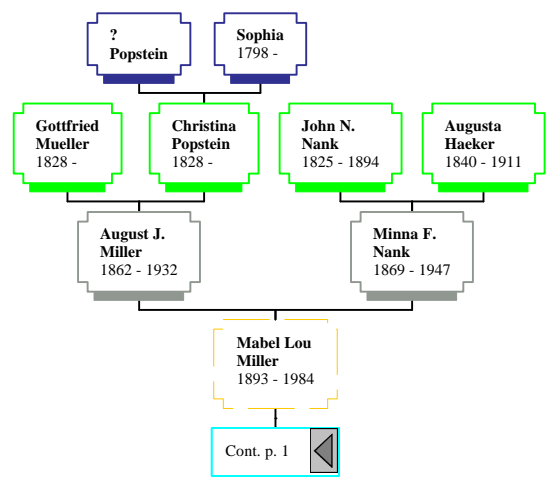 ?
Popstein
Sophia
1798 -
Gottfried
Mueller
1828 -
Christina
Popstein
1828 -
John N.
Nank
1825 - 1894
Augusta
Haeker
1840 - 1911
August J.
Miller
1862 - 1932
Minna F.
Nank
1869 - 1947
Mabel Lou
Miller
1893 - 1984
Cont. p. 1